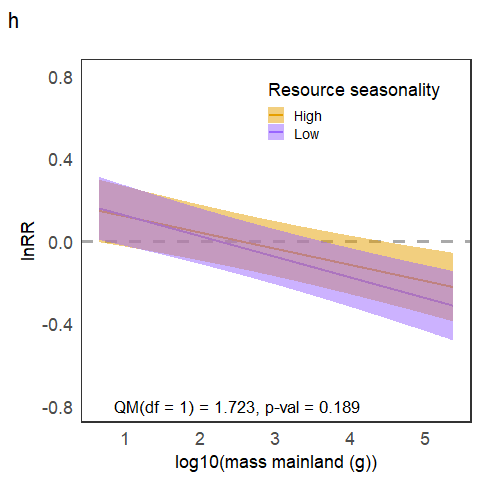 h
Resource seasonality
High
Low
0.8
0.4
0.0
-0.4
-0.8
lnRR
QM(df = 1) = 1.723, p-val = 0.189
1 2 3 4 5
log10(mass mainland (g))